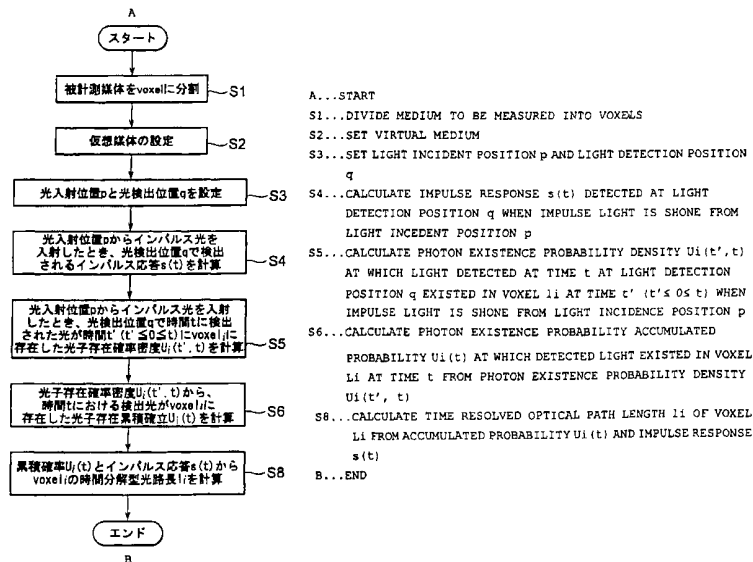 A
スタート
被計測媒体をvoxelに分割
S1
仮想媒体の設定
S2
光入射位置pと光検出位置qを設定
S3
光入射位置pからインパルス光を
入射したとき、光検出位置qで検出
されるインパルス応答s(t)を計算
S4
光入射位置pからインパルス光を入射
したとき、光検出位置qで時間tに検出
された光が時間t'(t'≦0≦t)にvoxeliに
存在した光子存在確率密度Ui(t',t)を計算
S5
光子存在確率密度Ui(t',t)から、
時間tにおける検出光がvoxeliに
存在した光子存在累積確立Ui(t)を計算
S6
累積確率Ui(t)とインパルス応答s(t)から
voxeliの時間分解型光路長liを計算
S8
エンド
B
A...START
S1...DIVIDE MEDIUM TO BE MEASURED INTO VOXELS
S2...SET VIRTUAL MEDIUM
S3...SET LIGHT INCIDENT POSITION p AND LIGHT DETECTION POSITION
q
S4...CALCULATE IMPULSE RESPONSE s(t) DETECTED AT LIGHT
DETECTION POSITION q WHEN IMPULSE LIGHT IS SHONE FROM
LIGHT INCEDENT POSITION p
S5...CALCULATE PHOTON EXISTENCE PROBABILITY DENSITY Ui(t',t)
AT WHICH LIGHT DETECTED AT TIME t AT LIGHT DETECTION
POSITION q EXISTED IN VOXEL li AT TIME t' (t'≤ 0≤ t) WHEN
IMPULSE LIGHT IS SHONE FROM LIGHT INCIDENCE POSITION p
S6...CALCULATE PHOTON EXISTENCE PROBABILITY ACCUMULATED
PROBABILITY Ui(t) AT WHICH DETECTED LIGHT EXISTED IN VOXEL
Li AT TIME t FROM PHOTON EXISTENCE PROBABILITY DENSITY
Ui(t', t)
S8...CALCULATE TIME RESOLVED OPTICAL PATH LENGTH li OF VOXEL
Li FROM ACCUMULATED PROBABILITY Ui(t) AND IMPULSE RESPONSE
s(t)
B...END